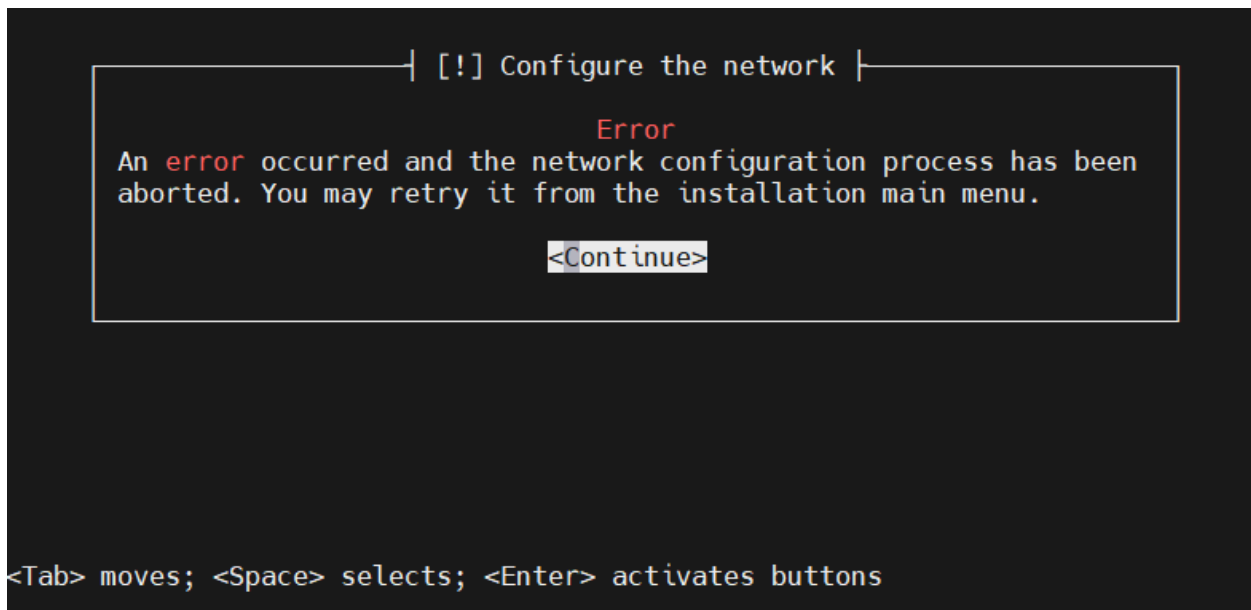 [!] Configure the network
Error
An error occurred and the network configuration process has been
aborted. You may retry it from the installation main menu.
<Continue>
<Tab> moves; <Space> selects; <Enter> activates buttons